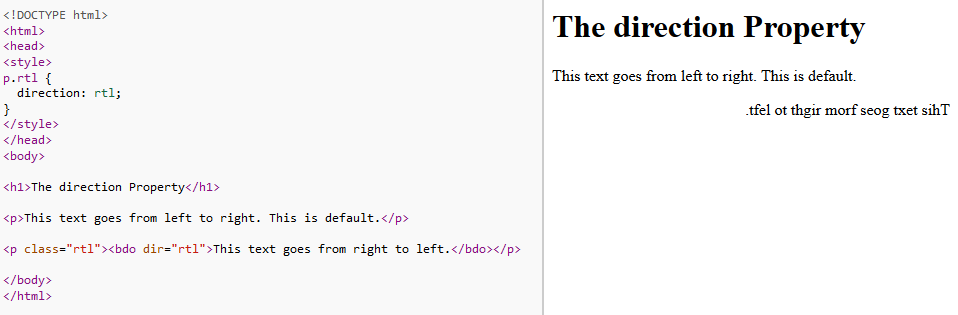 <!DOCTYPE html>
<html>
<head>
<style>
p.rtl {
  direction: rtl;
}
</style>
</head>
<body>
<h1>The direction Property</h1>
<p>This text goes from left to right. This is default.</p>
<p class="rtl"><bdo dir="rtl">This text goes from right to left.</bdo></p>
</body>
</html>
The direction Property
This text goes from left to right. This is default.
.tfel ot thgir morf seog txet sihT